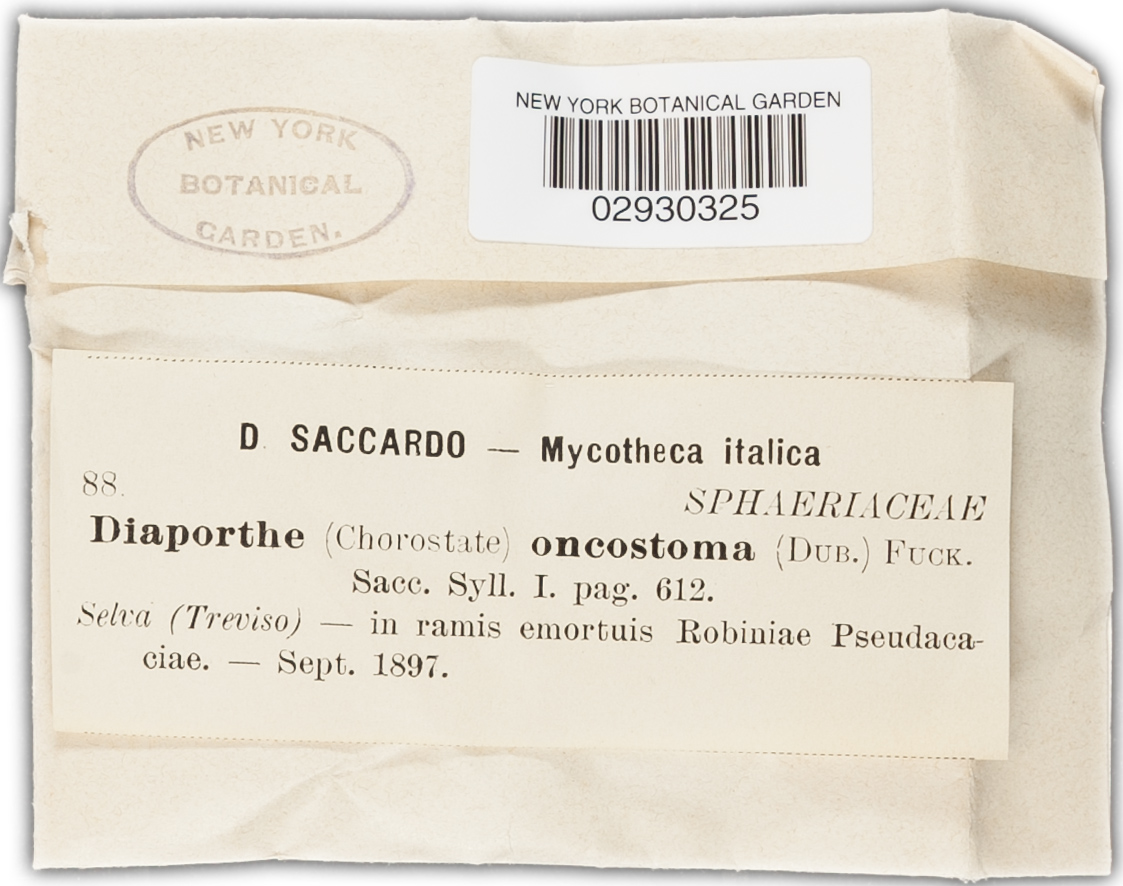 NEW YORK
BOTANICAL
GARDEN.
NEW YORK BOTANICAL GARDEN
02930325
D. SACCARDO — Mycotheca italica
88.
SPHAERIACEAE
Diaporthe (Chorostate) oncostoma (DUB.) FUCK.
Sacc. Syll. I. pag. 612.
Selva (Treviso) — in ramis emortuis Robiniae Pseudaca-
ciae. — Sept. 1897.